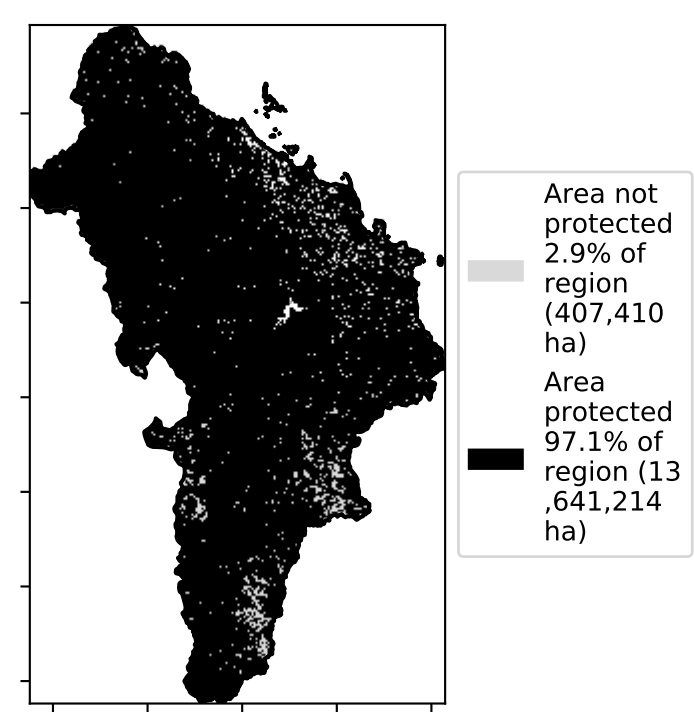 Area not
protected
2.9% of
region
(407,410
ha)
Area
protected
97.1% of
region (13
,641,214
ha)